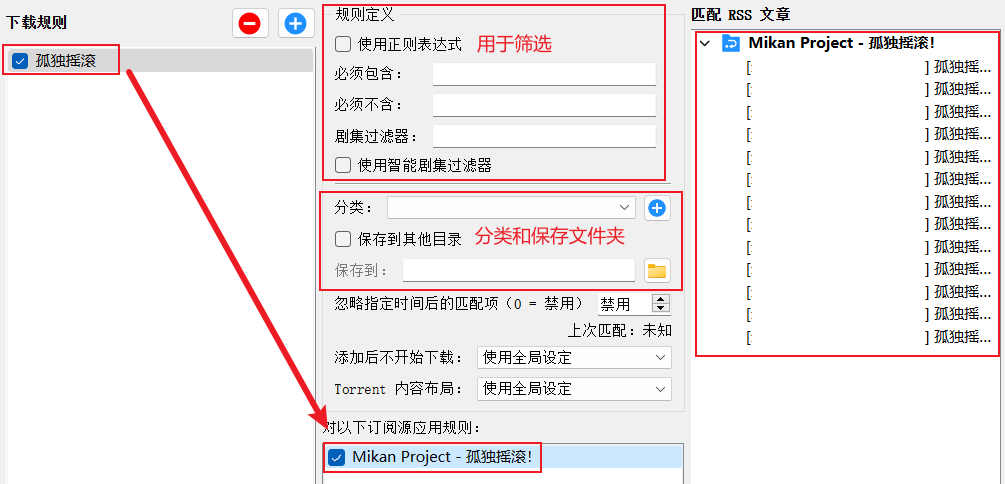 下载规则
孤独摇滚
规则定义
使用正则表达式 用于筛选
必须包含：
必须不含：
剧集过滤器：
使用智能剧集过滤器
分类：
保存到其他目录 分类和保存文件夹
保存到：
忽略指定时间后的匹配项（0 = 禁用） 禁用
上次匹配：未知
添加后不开始下载： 使用全局设定
Torrent 内容布局： 使用全局设定
对以下订阅源应用规则：
Mikan Project - 孤独摇滚!
匹配 RSS 文章
Mikan Project - 孤独摇滚!
[ ] 孤独摇...
[ ] 孤独摇...
[ ] 孤独摇...
[ ] 孤独摇...
[ ] 孤独摇...
[ ] 孤独摇...
[ ] 孤独摇...
[ ] 孤独摇...
[ ] 孤独摇...
[ ] 孤独摇...
[ ] 孤独摇...
[ ] 孤独摇...
[ ] 孤独摇...